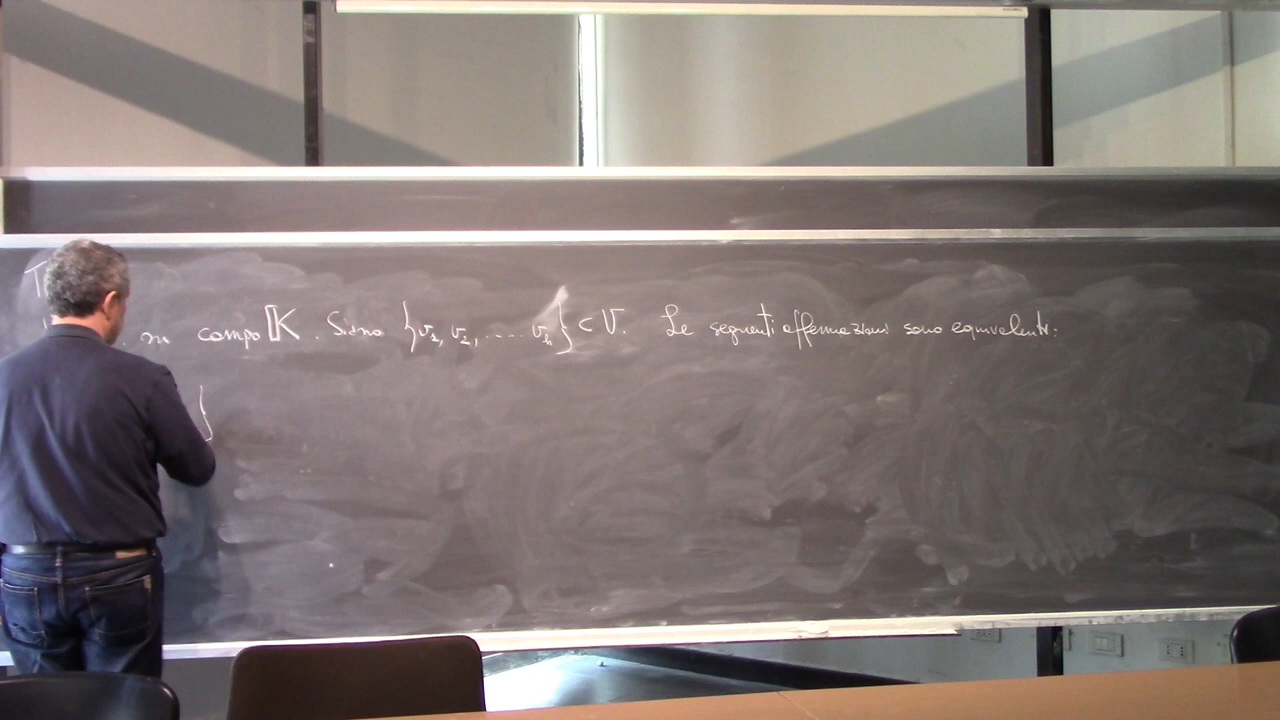 T
m campo 𝕂. Siano {v₁, v₂, ..... vₙ} ⊂ V. Le seguenti affermazioni sono equivalenti:
}